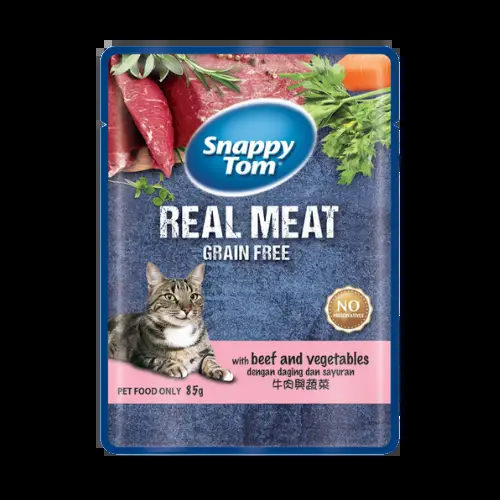 Snappy
Tom®
REAL MEAT
GRAIN FREE
NO
PRESERVATIVES
with beef and vegetables
dengan daging dan sayuran
牛肉與蔬菜
PET FOOD ONLY 85g